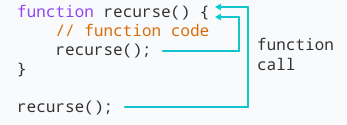 function recurse() {
    // function code
    recurse();
}
recurse();
function
call